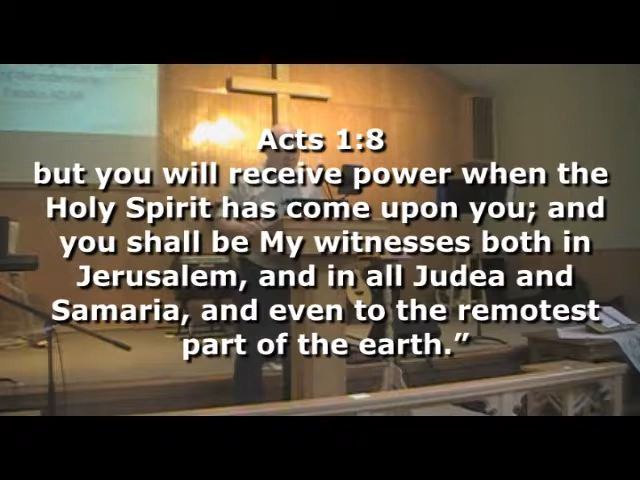 Acts 1:8
but you will receive power when the
Holy Spirit has come upon you; and
you shall be My witnesses both in
Jerusalem, and in all Judea and
Samaria, and even to the remotest
part of the earth.”